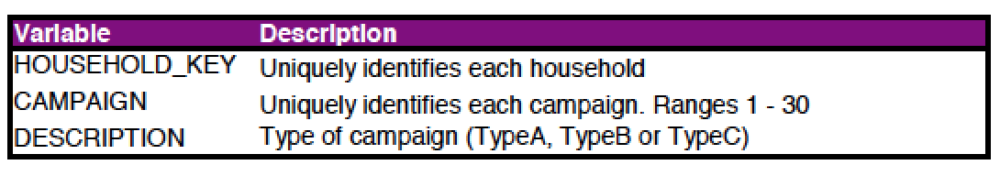 Variable Description
HOUSEHOLD_KEY Uniquely identifies each household
CAMPAIGN Uniquely identifies each campaign. Ranges 1 - 30
DESCRIPTION Type of campaign (TypeA, TypeB or TypeC)